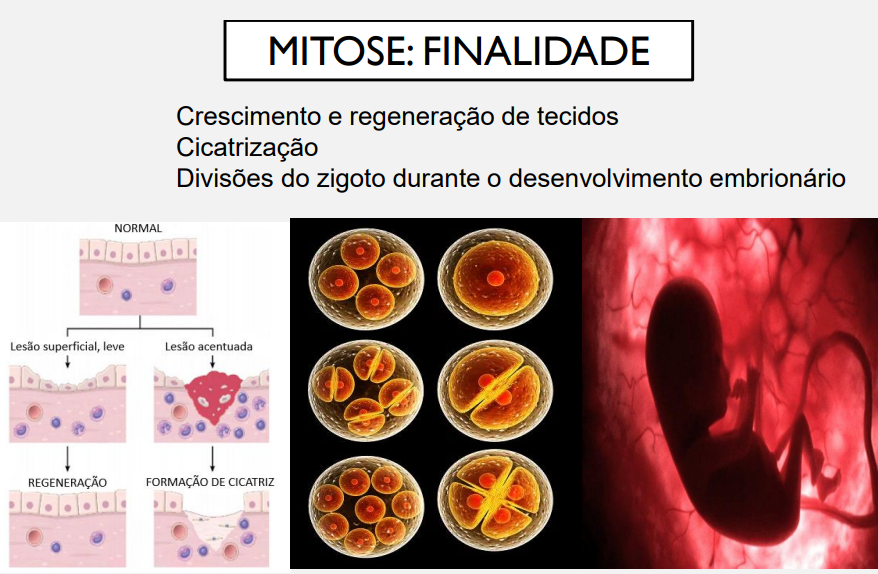 MITOSE: FINALIDADE
Crescimento e regeneração de tecidos
Cicatrização
Divisões do zigoto durante o desenvolvimento embrionário
NORMAL
Lesão superficial, leve
Lesão acentuada
REGENERAÇÃO
FORMAÇÃO DE CICATRIZ